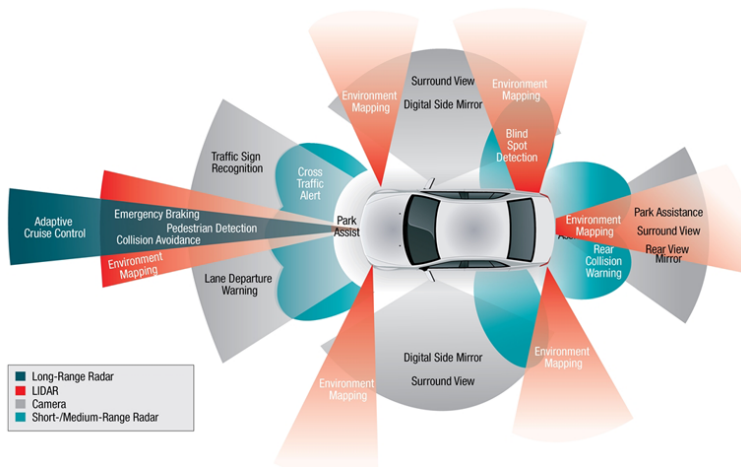 Surround View
Digital Side Mirror
Environment
Mapping
Environment
Mapping
Blind
Spot
Detection
Traffic Sign
Recognition
Cross
Traffic
Alert
Adaptive
Cruise Control
Emergency Braking
Pedestrian Detection
Collision Avoidance
Environment
Mapping
Park
Assist
Lane Departure
Warning
Environment
Mapping
Rear
Collision
Warning
Park Assistance
Surround View
Rear View
Mirror
Digital Side Mirror
Surround View
Environment
Mapping
Environment
Mapping
Long-Range Radar
LIDAR
Camera
Short-/Medium-Range Radar